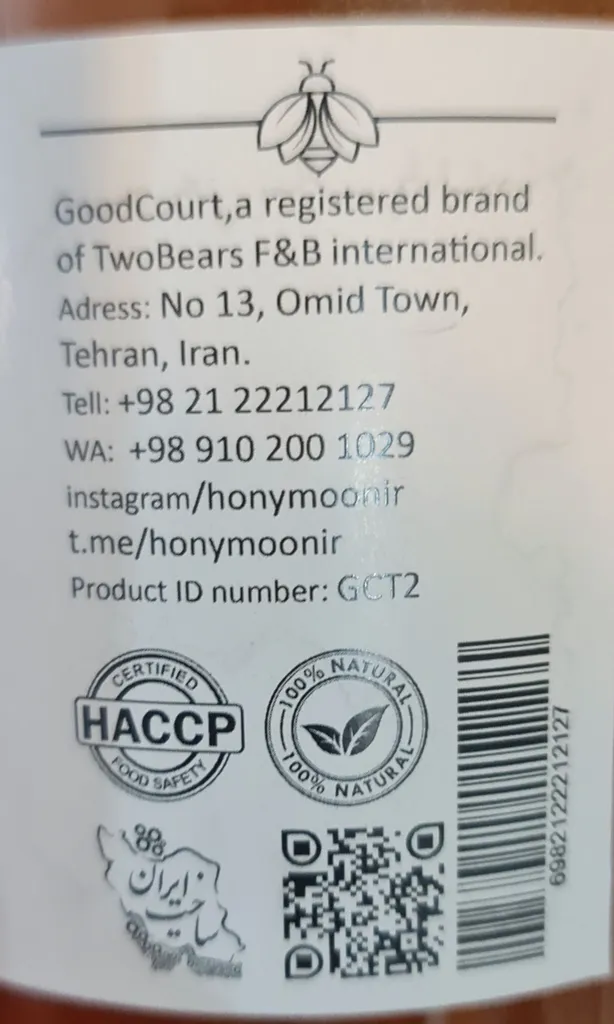 GoodCourt,a registered brand
of TwoBears F&B international.
Adress: No 13, Omid Town,
Tehran, Iran.
Tell: +98 21 22212127
WA: +98 910 200 1029
instagram/honymoonir
t.me/honymoonir
Product ID number: GCT2
CERTIFIED
HACCP
FOOD SAFETY
100% NATURAL
100% NATURAL
ساخت
ایران
69821222212127